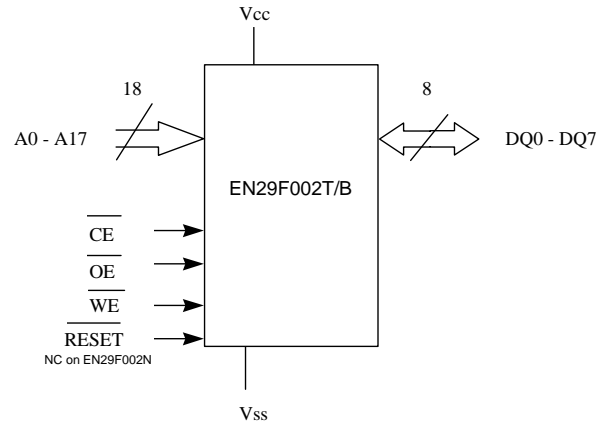 Vcc
18
8
A0 - A17
DQ0 - DQ7
EN29F002T/B
CE
OE
WE
RESET
NC on EN29F002N
Vss